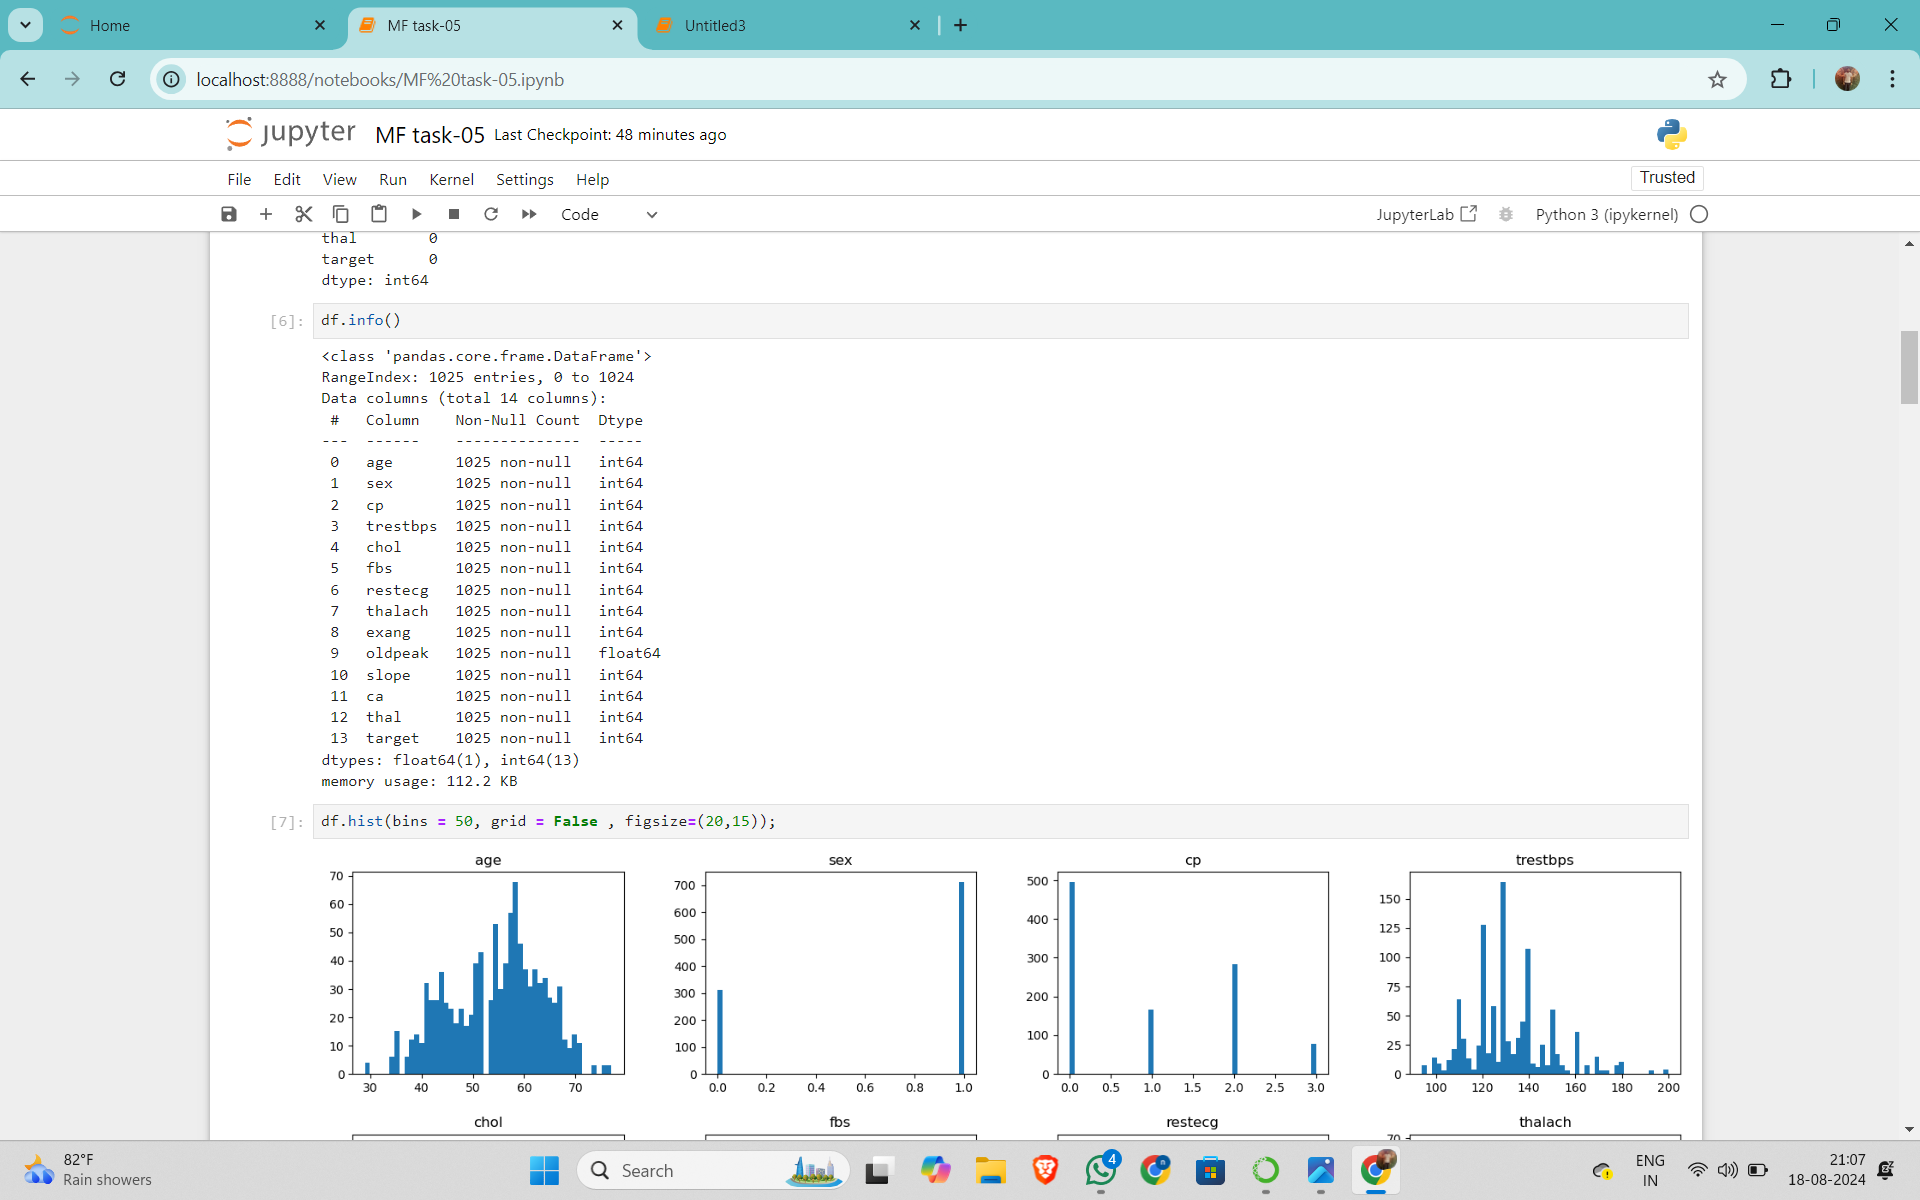 Home
MF task-05
Untitled3
localhost:8888/notebooks/MF%20task-05.ipynb
jupyter MF task-05 Last Checkpoint: 48 minutes ago
File Edit View Run Kernel Settings Help
Trusted
Code
JupyterLab
Python 3 (ipykernel)
thal 0
target 0
dtype: int64
[6]: df.info()
<class 'pandas.core.frame.DataFrame'>
RangeIndex: 1025 entries, 0 to 1024
Data columns (total 14 columns):
# Column Non-Null Count Dtype
--- ------ -------------- -----
0 age 1025 non-null int64
1 sex 1025 non-null int64
2 cp 1025 non-null int64
3 trestbps 1025 non-null int64
4 chol 1025 non-null int64
5 fbs 1025 non-null int64
6 restecg 1025 non-null int64
7 thalach 1025 non-null int64
8 exang 1025 non-null int64
9 oldpeak 1025 non-null float64
10 slope 1025 non-null int64
11 ca 1025 non-null int64
12 thal 1025 non-null int64
13 target 1025 non-null int64
dtypes: float64(1), int64(13)
memory usage: 112.2 KB
[7]: df.hist(bins = 50, grid = False , figsize=(20,15));
age
70
60
50
40
30
20
10
0
30 40 50 60 70
sex
700
600
500
400
300
200
100
0
0.0 0.2 0.4 0.6 0.8 1.0
cp
500
400
300
200
100
0
0.0 0.5 1.0 1.5 2.0 2.5 3.0
trestbps
150
125
100
75
50
25
0
100 120 140 160 180 200
chol
fbs
restecg
thalach
70
82°F
Rain showers
Search
4
ENG
IN
21:07
18-08-2024